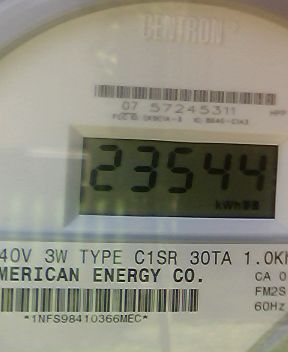 CENTRON
07 57245311
23544
kWh
40V 3W TYPE C1SR 30TA 1.0K
MERICAN ENERGY CO. CA 0
FM2S
60Hz
*1NFS98410366MEC*